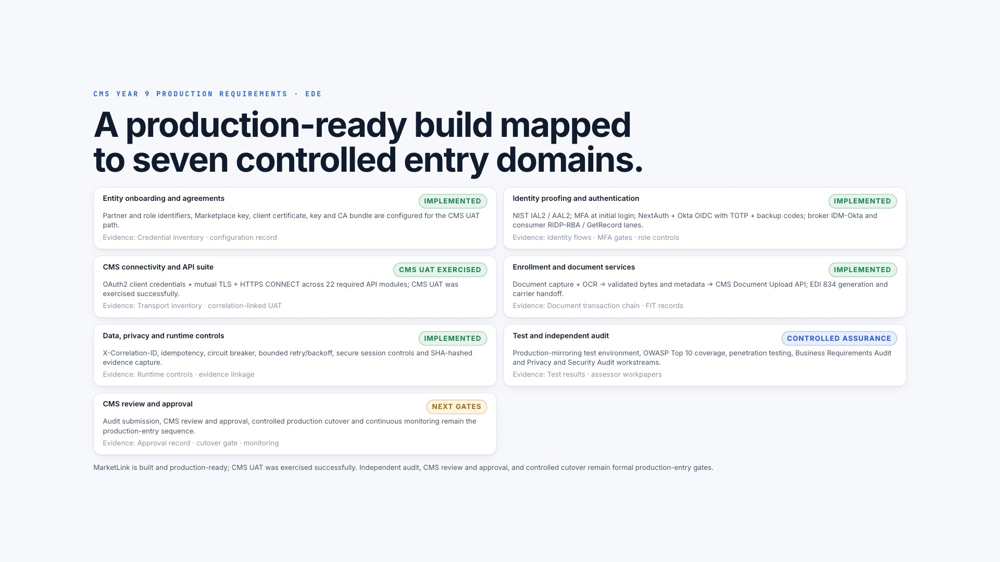 CMS YEAR 9 PRODUCTION REQUIREMENTS · EDE
A production-ready build mapped
to seven controlled entry domains.
Entity onboarding and agreements
IMPLEMENTED
Partner and role identifiers, Marketplace key, client certificate, key and CA bundle are configured for the CMS UAT
path.
Evidence: Credential inventory · configuration record
Identity proofing and authentication
IMPLEMENTED
NIST IAL2 / AAL2; MFA at initial login; NextAuth + Okta OIDC with TOTP + backup codes; broker IDM-Okta and
consumer RIDP-RBA / GetRecord lanes.
Evidence: Identity flows · MFA gates · role controls
CMS connectivity and API suite
CMS UAT EXERCISED
OAuth2 client credentials + mutual TLS + HTTPS CONNECT across 22 required API modules; CMS UAT was
exercised successfully.
Evidence: Transport inventory · correlation-linked UAT
Enrollment and document services
IMPLEMENTED
Document capture + OCR → validated bytes and metadata → CMS Document Upload API; EDI 834 generation and
carrier handoff.
Evidence: Document transaction chain · FIT records
Data, privacy and runtime controls
IMPLEMENTED
X-Correlation-ID, idempotency, circuit breaker, bounded retry/backoff, secure session controls and SHA-hashed
evidence capture.
Evidence: Runtime controls · evidence linkage
Test and independent audit
CONTROLLED ASSURANCE
Production-mirroring test environment, OWASP Top 10 coverage, penetration testing, Business Requirements Audit
and Privacy and Security Audit workstreams.
Evidence: Test results · assessor workpapers
CMS review and approval
NEXT GATES
Audit submission, CMS review and approval, controlled production cutover and continuous monitoring remain the
production-entry sequence.
Evidence: Approval record · cutover gate · monitoring
MarketLink is built and production-ready; CMS UAT was exercised successfully. Independent audit, CMS review and approval, and controlled cutover remain formal production-entry gates.